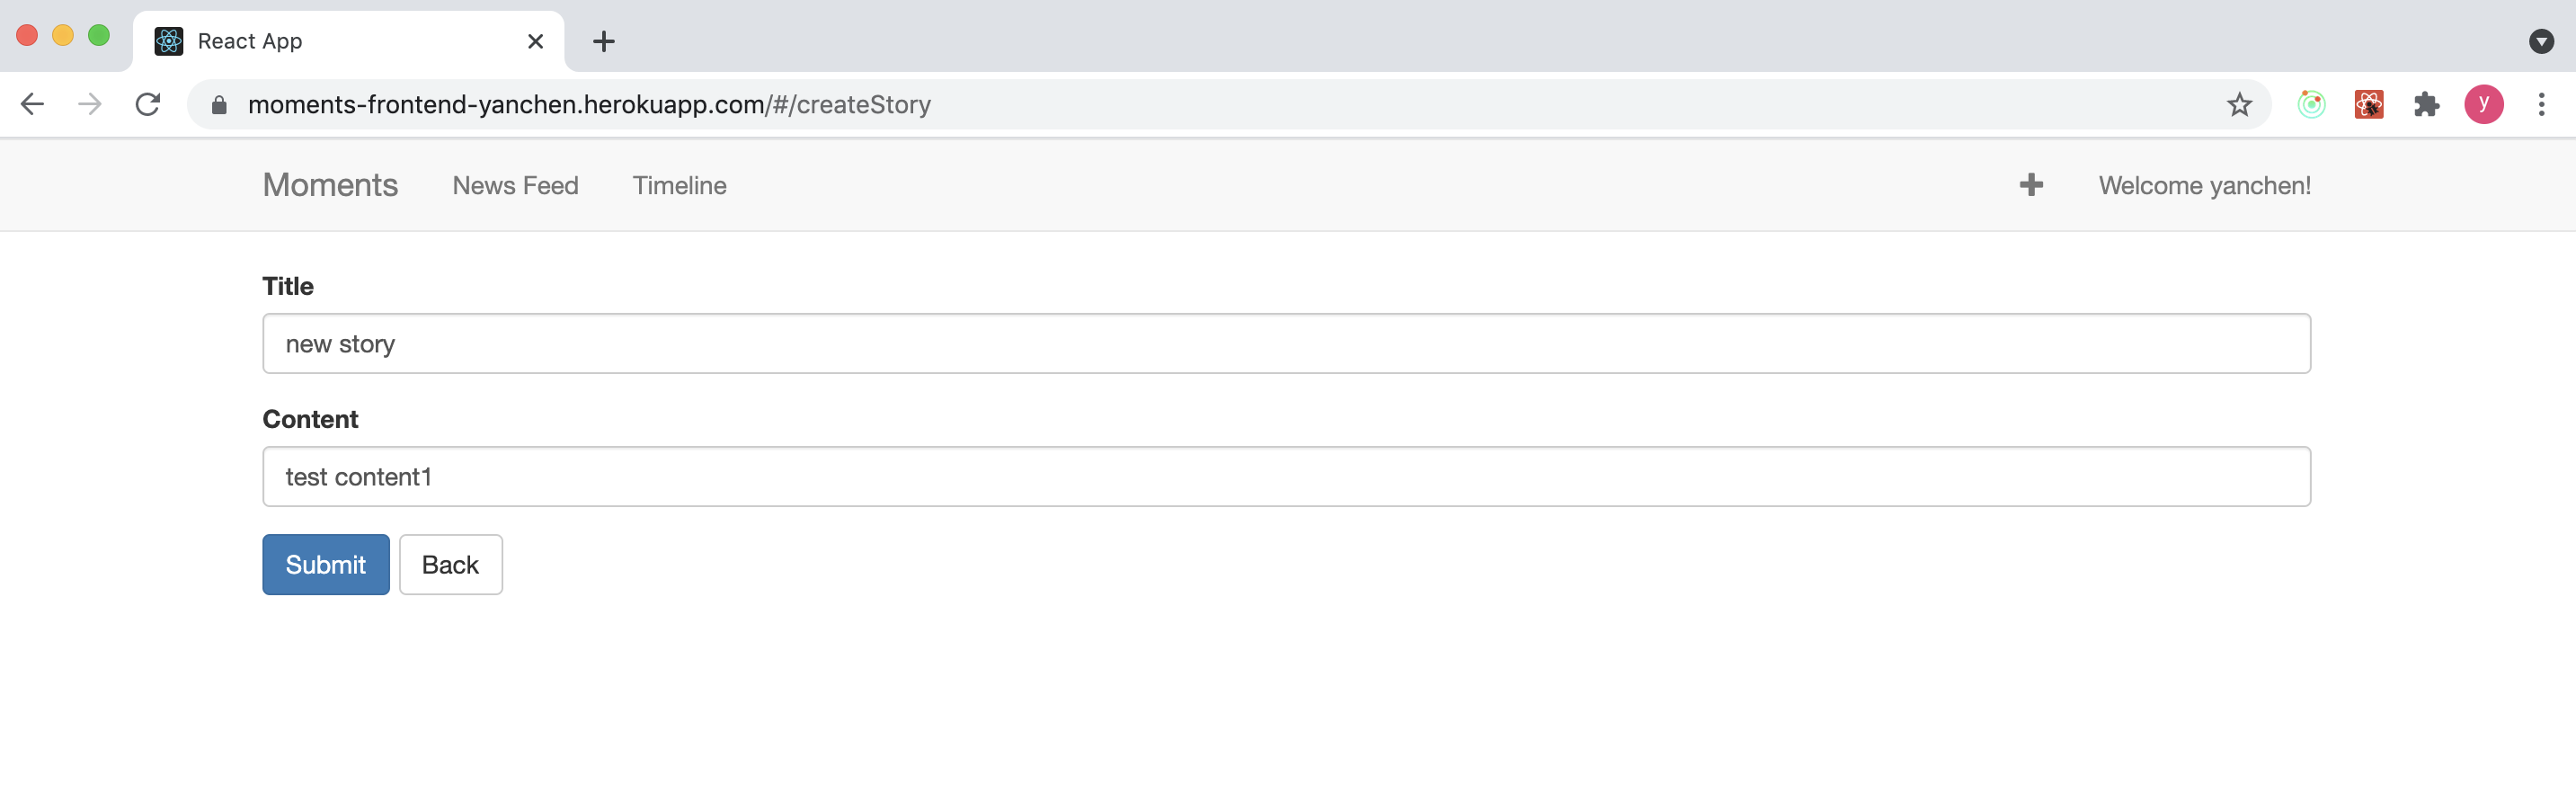 React App
moments-frontend-yanchen.herokuapp.com/#/createStory
y
Moments News Feed Timeline Welcome yanchen!
Title
new story
Content
test content1
Submit Back